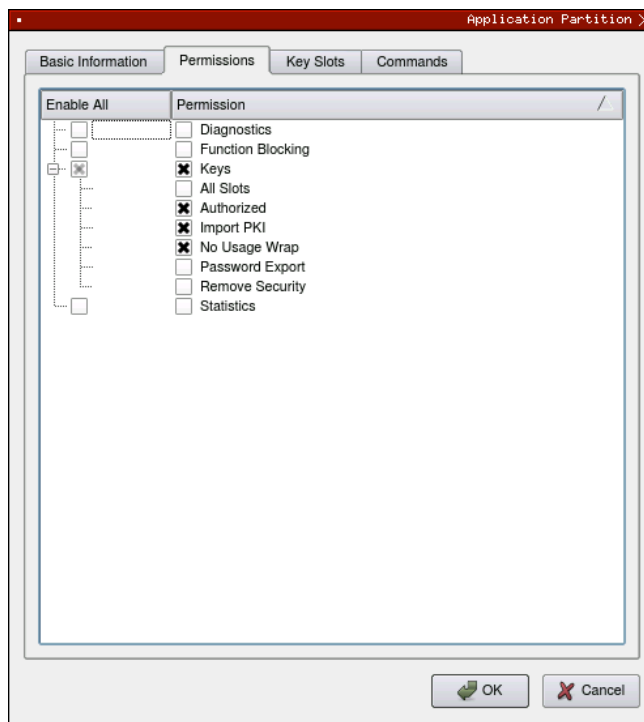 Application Partition
Basic Information Permissions Key Slots Commands
Enable All Permission
Diagnostics
Function Blocking
Keys
All Slots
Authorized
Import PKI
No Usage Wrap
Password Export
Remove Security
Statistics
OK Cancel